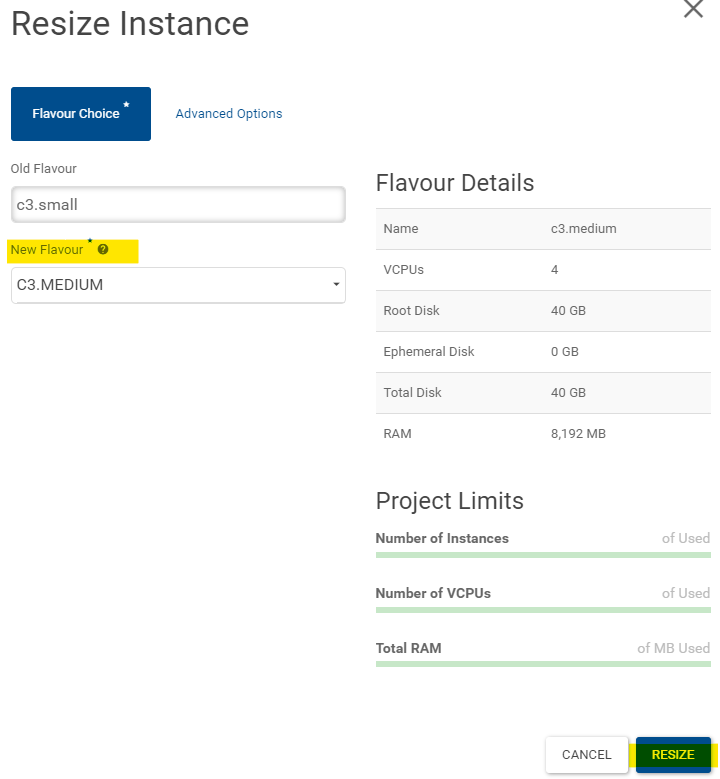 Resize Instance
Flavour Choice *
Advanced Options
Old Flavour
c3.small
New Flavour *
C3.MEDIUM
Flavour Details
Name c3.medium
VCPUs 4
Root Disk 40 GB
Ephemeral Disk 0 GB
Total Disk 40 GB
RAM 8,192 MB
Project Limits
Number of Instances of Used
Number of VCPUs of Used
Total RAM of MB Used
CANCEL RESIZE